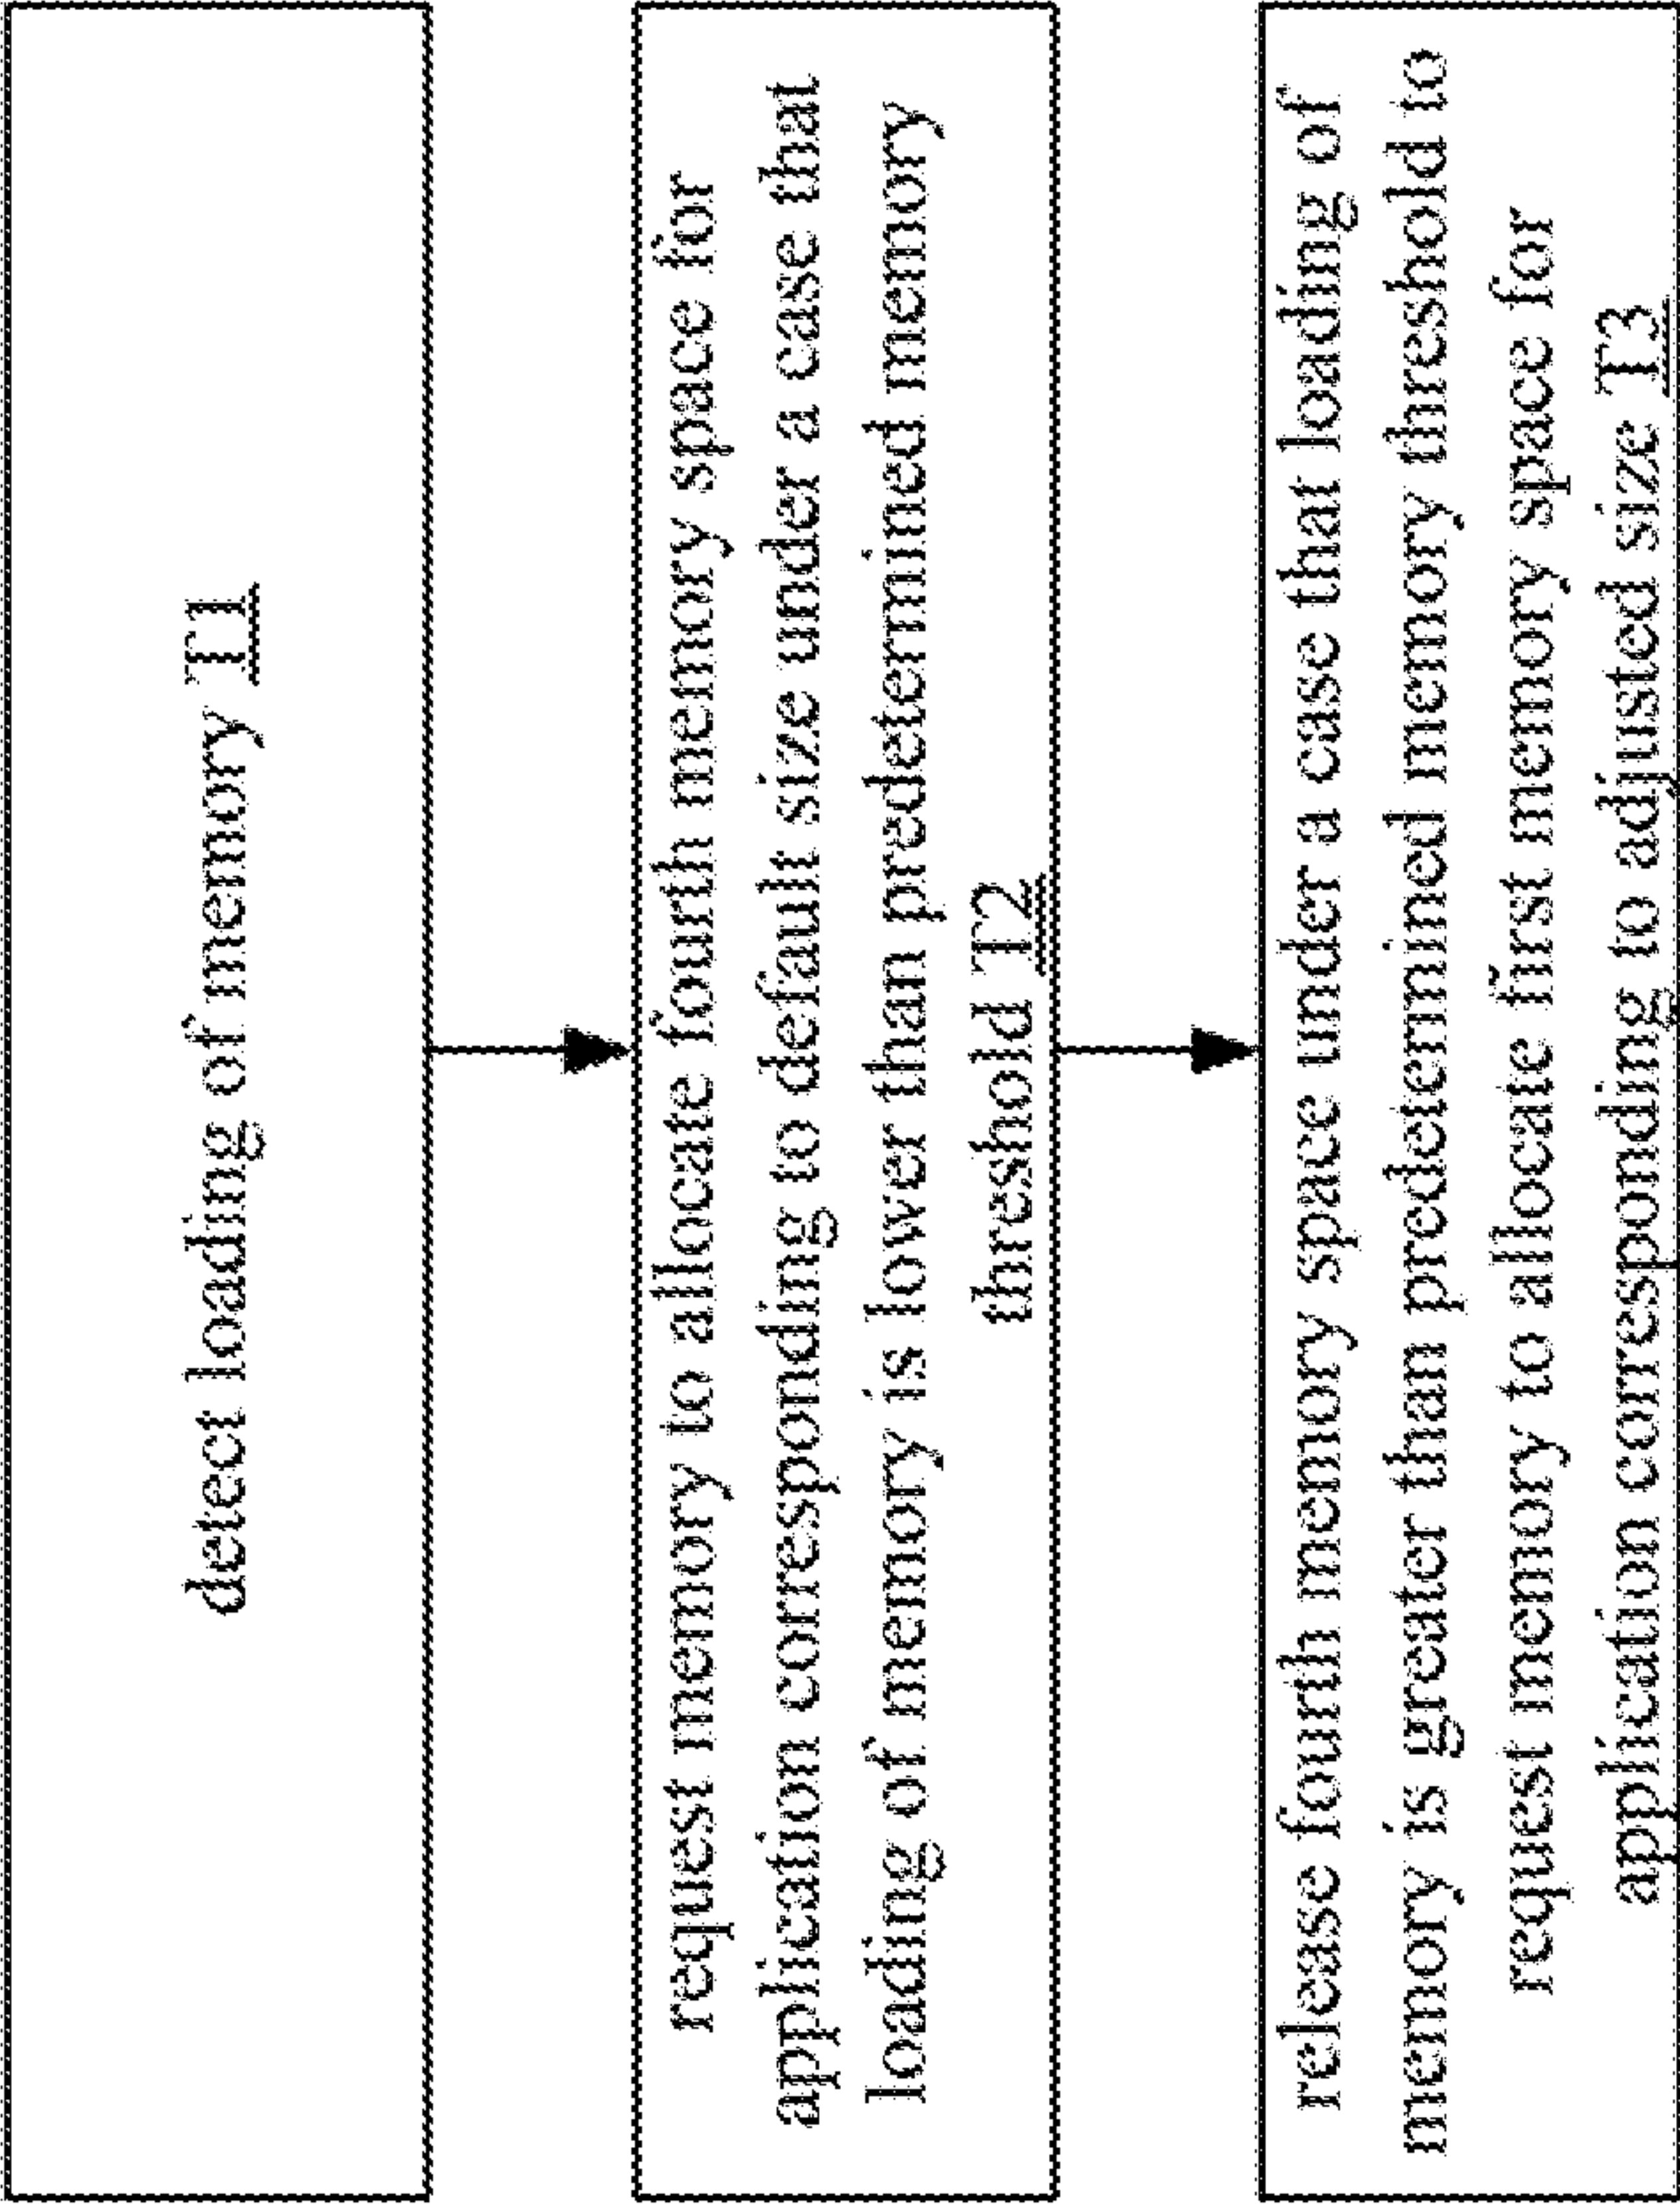 detect loading of memory T1
request memory to allocate fourth memory space for
application corresponding to default size under a case that
loading of memory is lower than predetermined memory
threshold T2
release fourth memory space under a case that loading of
memory is greater than predetermined memory threshold to
request memory to allocate first memory space for
application corresponding to adjusted size T3